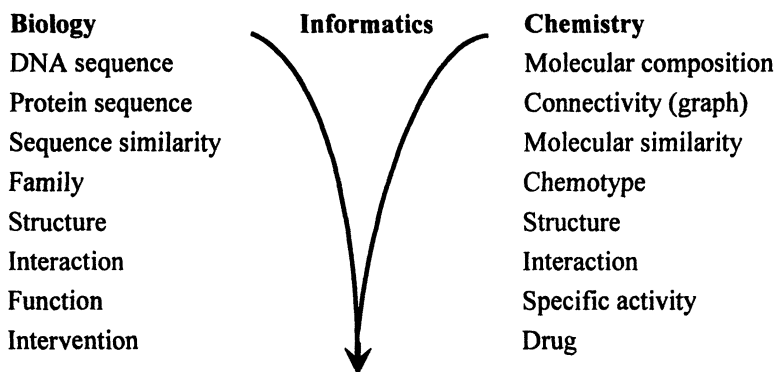 Biology Informatics Chemistry
DNA sequence Molecular composition
Protein sequence Connectivity (graph)
Sequence similarity Molecular similarity
Family Chemotype
Structure Structure
Interaction Interaction
Function Specific activity
Intervention Drug